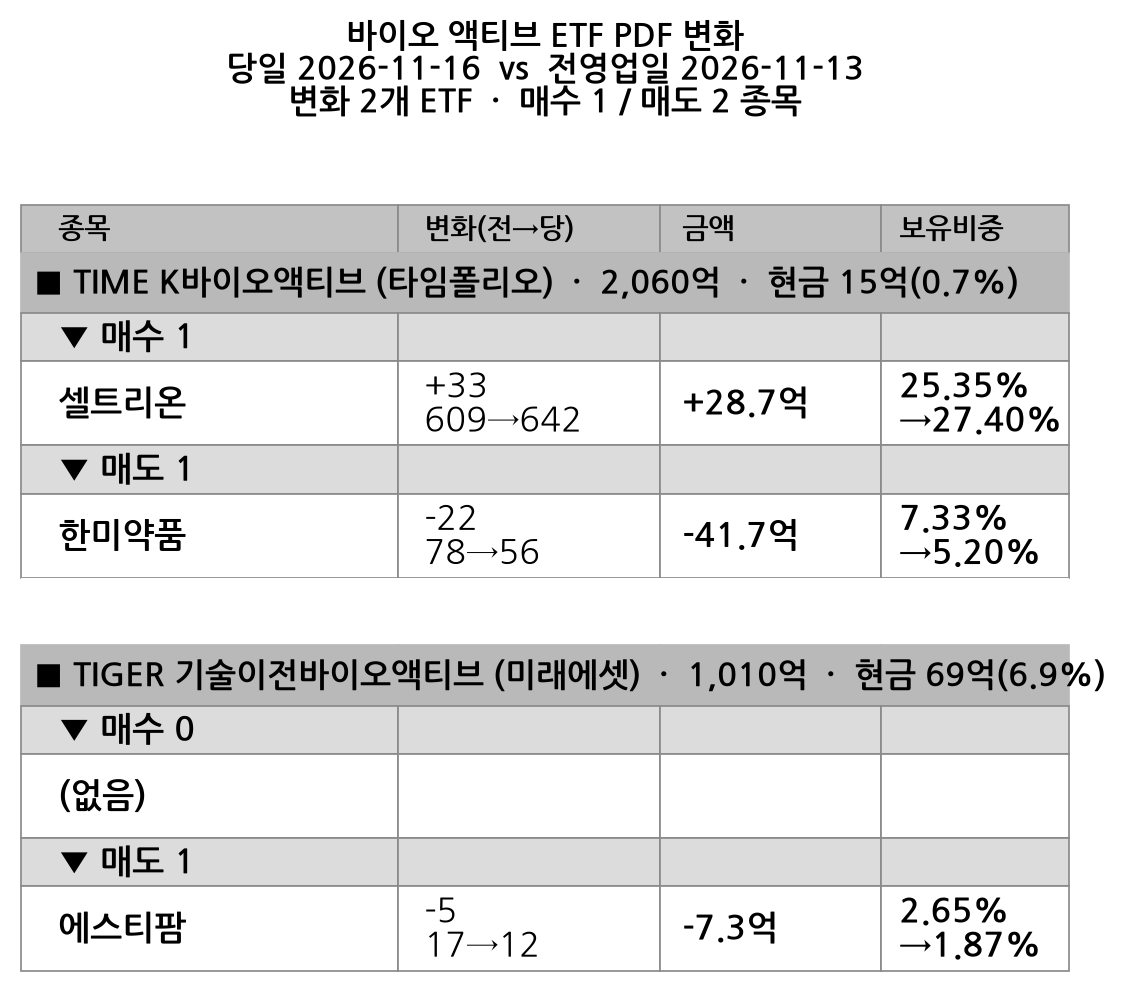 바이오 액티브 ETF PDF 변화
당일 2026-11-16 vs 전영업일 2026-11-13
변화 2개 ETF · 매수 1 / 매도 2 종목
종목 변화(전→당) 금액 보유비중
■ TIME K바이오액티브 (타임폴리오) · 2,060억 · 현금 15억(0.7%)
▼ 매수 1
셀트리온 +33 609→642 +28.7억 25.35% →27.40%
▼ 매도 1
한미약품 -22 78→56 -41.7억 7.33% →5.20%
■ TIGER 기술이전바이오액티브 (미래에셋) · 1,010억 · 현금 69억(6.9%)
▼ 매수 0
(없음)
▼ 매도 1
에스티팜 -5 17→12 -7.3억 2.65% →1.87%